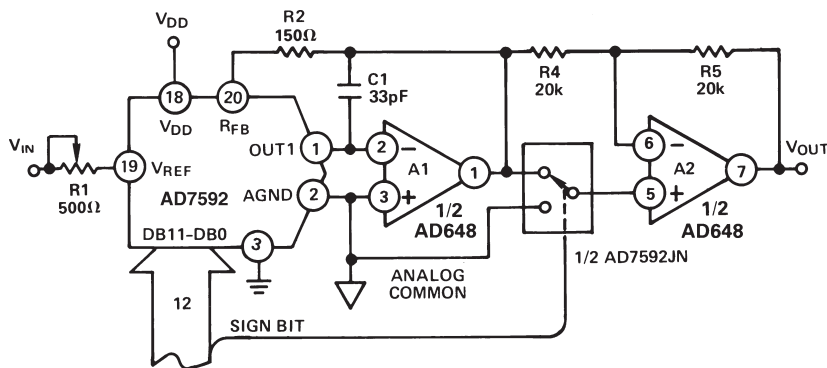 VDD
R2
150Ω
C1
33pF
R4
20k
R5
20k
18
VDD
20
RFB
VIN
R1
500Ω
19
VREF
AD7592
OUT1
1
AGND
2
DB11–DB0
3
2
–
A1
3
+
1
1/2
AD648
ANALOG
COMMON
1/2 AD7592JN
6
–
A2
5
+
7
VOUT
1/2
AD648
12
SIGN BIT